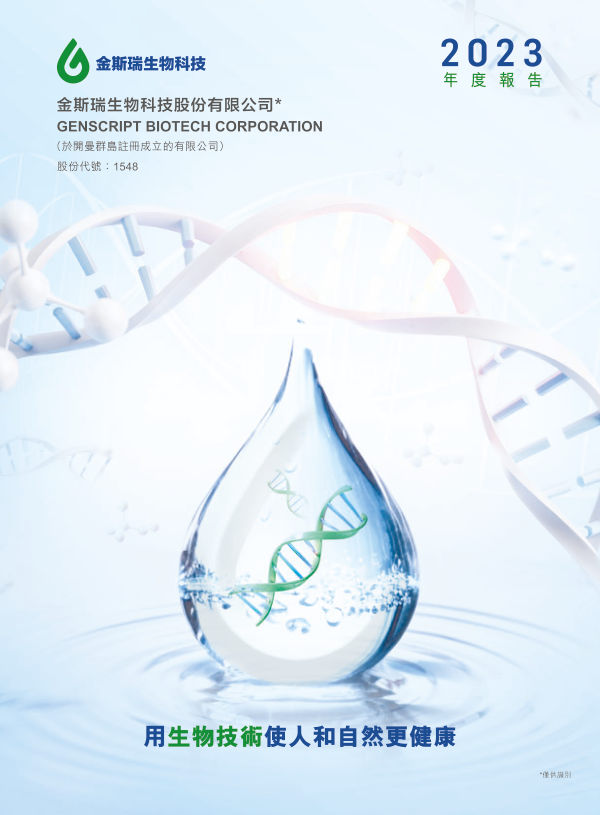 金斯瑞生物科技
2023
年度報告
金斯瑞生物科技股份有限公司*
GENSCRIPT BIOTECH CORPORATION
(於開曼群島註冊成立的有限公司)
股份代號：1548
用生物技術使人和自然更健康
*僅供識別